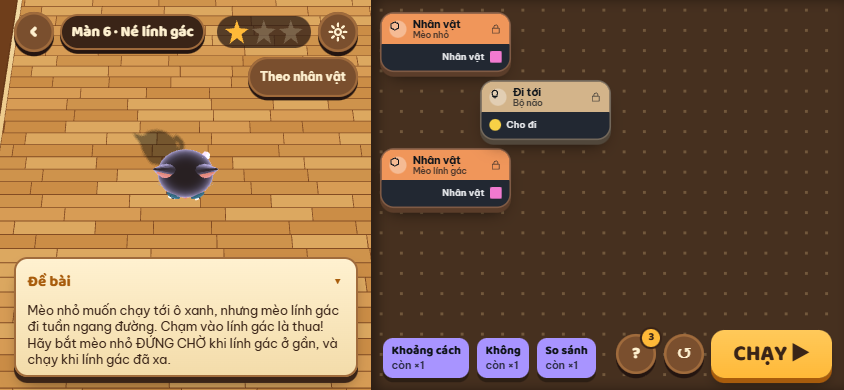 Màn 6 · Né lính gác
Theo nhân vật
Đề bài
Mèo nhỏ muốn chạy tới ô xanh, nhưng mèo lính gác
đi tuần ngang đường. Chạm vào lính gác là thua!
Hãy bắt mèo nhỏ ĐỨNG CHỜ khi lính gác ở gần, và
chạy khi lính gác đã xa.
Nhân vật
Mèo nhỏ
Nhân vật
Đi tới
Bộ não
Cho đi
Nhân vật
Mèo lính gác
Nhân vật
Khoảng cách
còn ×1
Không
còn ×1
So sánh
còn ×1
?
3
CHẠY